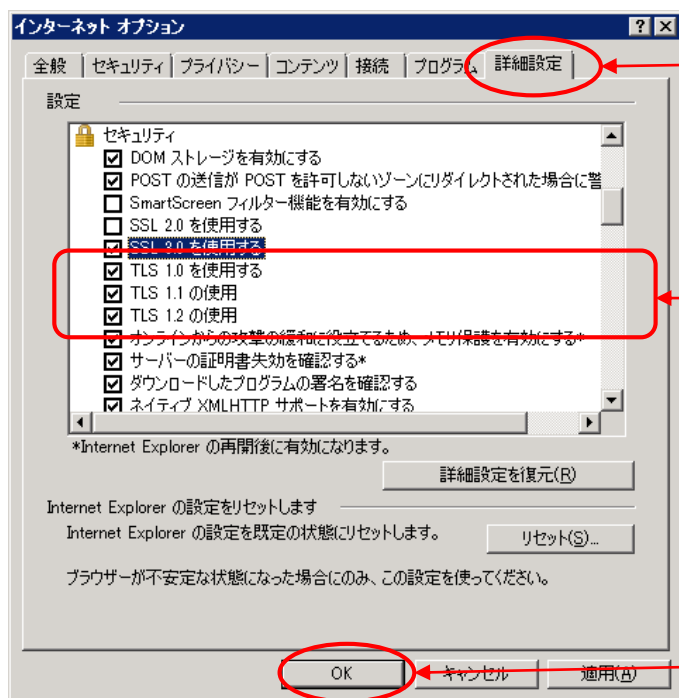 インターネット オプション
全般 セキュリティ プライバシー コンテンツ 接続 プログラム 詳細設定
設定
セキュリティ
DOM ストレージを有効にする
POST の送信が POST を許可しないゾーンにリダイレクトされた場合に警
SmartScreen フィルター機能を有効にする
SSL 2.0 を使用する
SSL 3.0 を使用する
TLS 1.0 を使用する
TLS 1.1 の使用
TLS 1.2 の使用
オンラインからの攻撃の緩和に役立てるため、メモリ保護を有効にする*
サーバーの証明書失効を確認する*
ダウンロードしたプログラムの署名を確認する
ネイティブ XMLHTTP サポートを有効にする
*Internet Explorer の再開後に有効になります。
詳細設定を復元(R)
Internet Explorer の設定をリセットします
Internet Explorer の設定を既定の状態にリセットします。
リセット(S)...
ブラウザーが不安定な状態になった場合にのみ、この設定を使ってください。
OK キャンセル 適用(A)